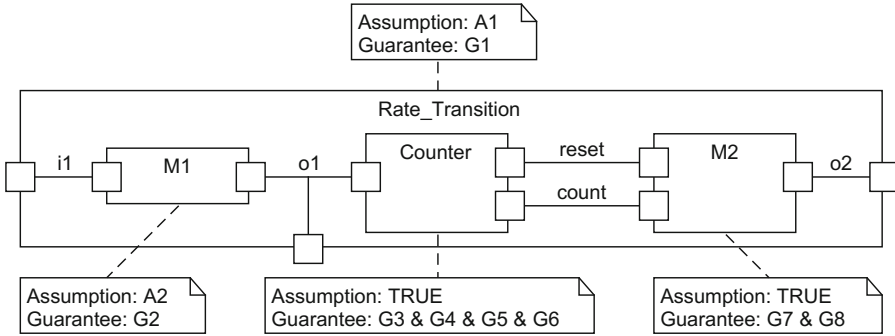 Assumption: A1
Guarantee: G1
Rate_Transition
i1
M1
o1
Counter
reset
count
M2
o2
Assumption: A2
Guarantee: G2
Assumption: TRUE
Guarantee: G3 & G4 & G5 & G6
Assumption: TRUE
Guarantee: G7 & G8